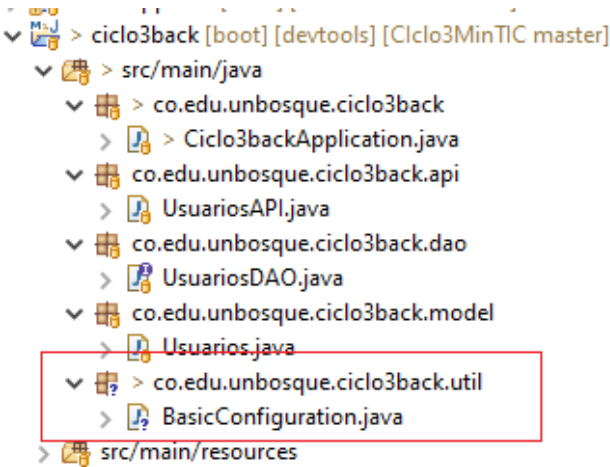 > ciclo3back [boot] [devtools] [CIclo3MinTIC master]
> src/main/java
> co.edu.unbosque.ciclo3back
> Ciclo3backApplication.java
co.edu.unbosque.ciclo3back.api
UsuariosAPI.java
co.edu.unbosque.ciclo3back.dao
UsuariosDAO.java
co.edu.unbosque.ciclo3back.model
Usuarios.java
> co.edu.unbosque.ciclo3back.util
BasicConfiguration.java
src/main/resources